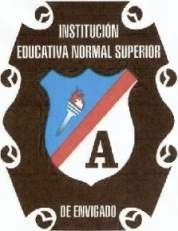 INSTITUCIÓN
EDUCATIVA NORMAL SUPERIOR
A
DE ENVIGADO